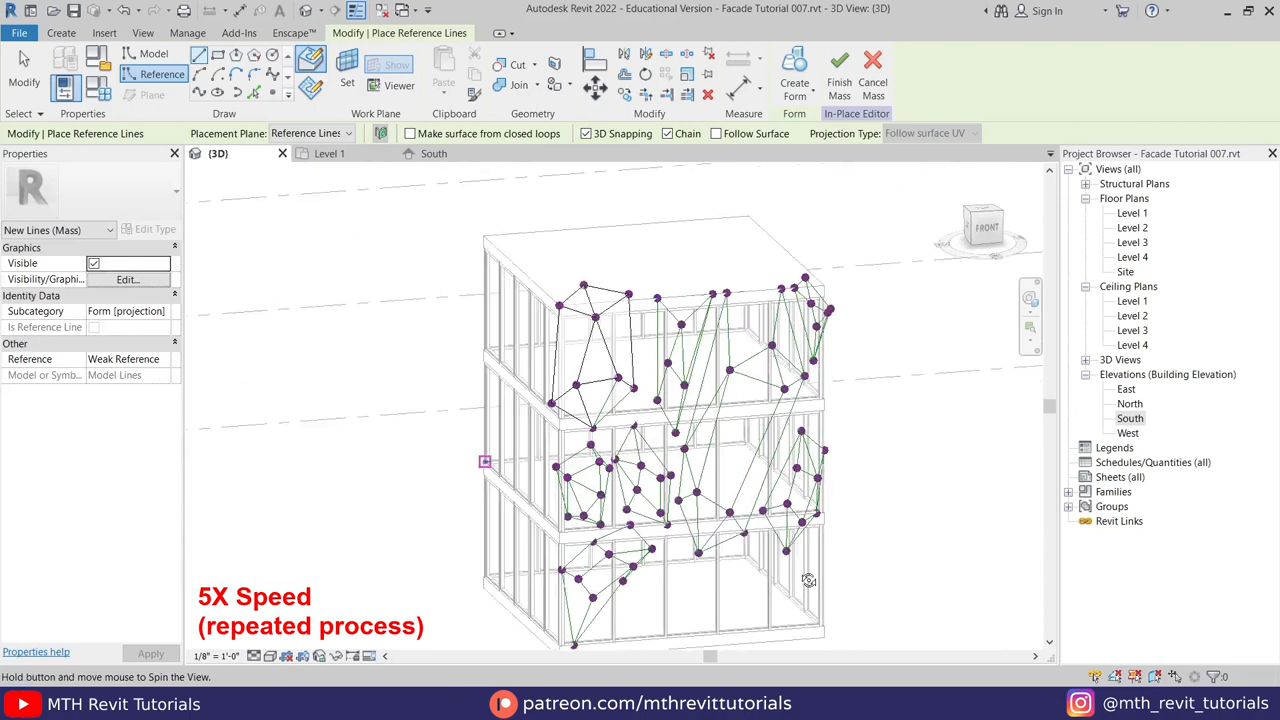 Autodesk Revit 2022 - Educational Version - Facade Tutorial 007.rvt - 3D View: {3D}
Sign In
File Create Insert View Manage Add-Ins Enscape™ Modify | Place Reference Lines
Modify
Model
Reference
Plane
Set
Show
Viewer
Paste
Cut
Join
Create Form
Finish Mass
Cancel Mass
Select Properties Draw Work Plane Clipboard Geometry Modify Measure Form In-Place Editor
Modify | Place Reference Lines Placement Plane: Reference Lines Make surface from closed loops 3D Snapping Chain Follow Surface Projection Type: Follow surface UV
Properties
{3D}
Level 1
South
Project Browser - Facade Tutorial 007.rvt
R
New Lines (Mass) Edit Type
Graphics
Visible
Visibility/Graphi... Edit...
Identity Data
Subcategory Form [projection]
Is Reference Line
Other
Reference Weak Reference
Model or Symb... Model Lines
Properties help Apply
FRONT
Views (all)
Structural Plans
Floor Plans
Level 1
Level 2
Level 3
Level 4
Site
Ceiling Plans
Level 1
Level 2
Level 3
Level 4
3D Views
Elevations (Building Elevation)
East
North
South
West
Legends
Schedules/Quantities (all)
Sheets (all)
Families
Groups
Revit Links
5X Speed
(repeated process)
1/8" = 1'-0"
Hold button and move mouse to Spin the View.
:0
MTH Revit Tutorials
patreon.com/mthrevittutorials
@mth_revit_tutorials